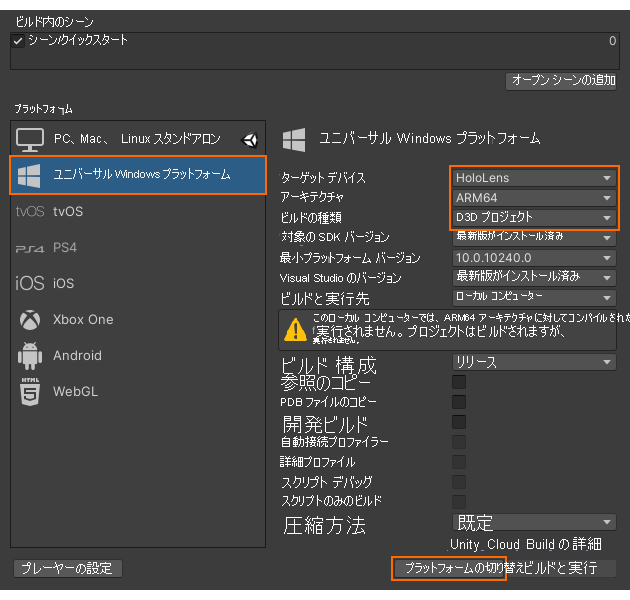 ビルド内のシーン
シーン/クイックスタート 0
オープン シーンの追加
プラットフォーム
PC、Mac、 Linux スタンドアロン
ユニバーサル Windows プラットフォーム
tvOS tvOS
PS4 PS4
iOS iOS
Xbox One
Android
HTML 5 WebGL
プレーヤーの設定
ユニバーサル Windows プラットフォーム
ターゲット デバイス HoloLens
アーキテクチャ ARM64
ビルドの種類 D3D プロジェクト
対象の SDK バージョン 最新版がインストール済み
最小プラットフォーム バージョン 10.0.10240.0
Visual Studio のバージョン 最新版がインストール済み
ビルドと実行先 ローカル コンピューター
このローカル コンピューターでは、ARM64 アーキテクチャに対してコンパイルされた
実行されません。プロジェクトはビルドされますが、
実行されません。
ビルド 構成 リリース
参照のコピー
PDB ファイルのコピー
開発ビルド
自動接続プロファイラー
詳細プロファイル
スクリプト デバッグ
スクリプトのみのビルド
圧縮方法 既定
Unity Cloud Build の詳細
プラットフォームの切り替え ビルドと実行